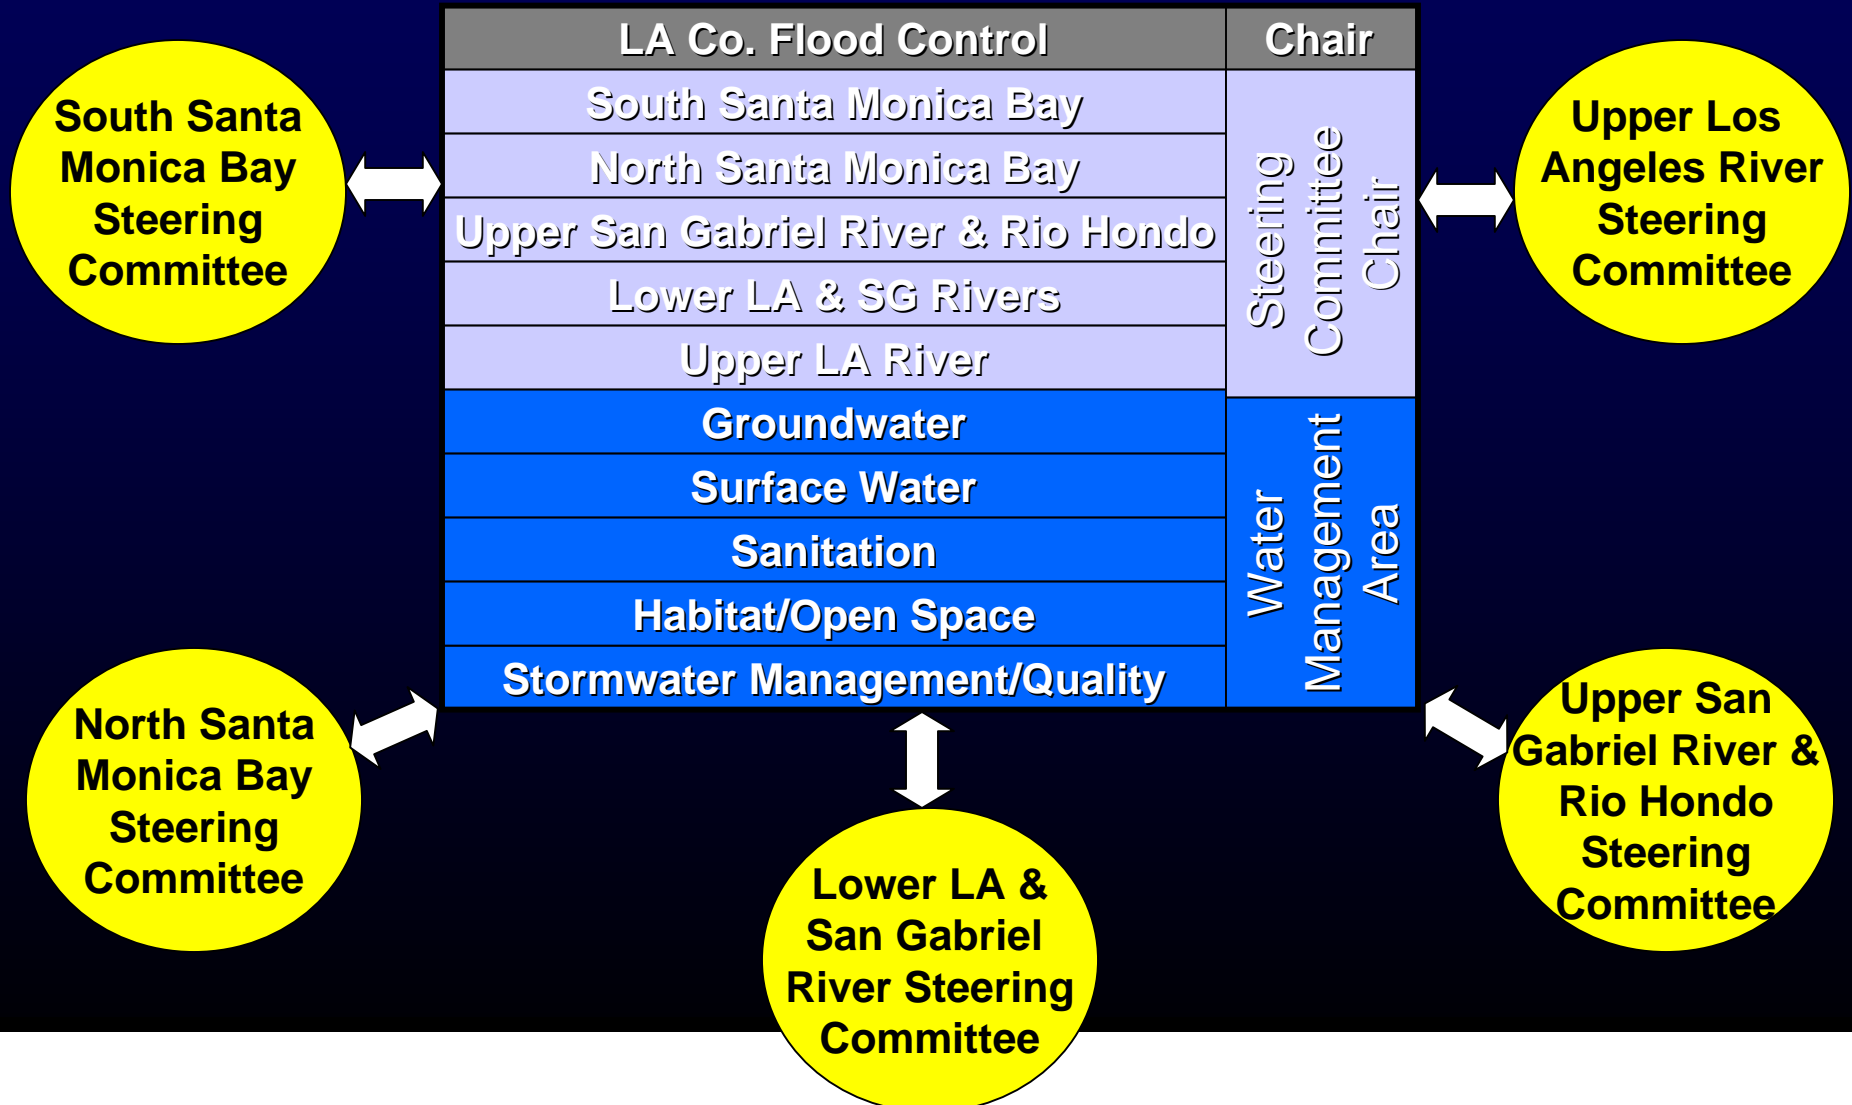 LA Co. Flood Control
Chair
South Santa Monica Bay
North Santa Monica Bay
Upper San Gabriel River & Rio Hondo
Lower LA & SG Rivers
Upper LA River
Steering
Committee
Chair
Groundwater
Surface Water
Sanitation
Habitat/Open Space
Stormwater Management/Quality
Water
Management
Area
South Santa
Monica Bay
Steering
Committee
Upper Los
Angeles River
Steering
Committee
North Santa
Monica Bay
Steering
Committee
Lower LA &
San Gabriel
River Steering
Committee
Upper San
Gabriel River &
Rio Hondo
Steering
Committee